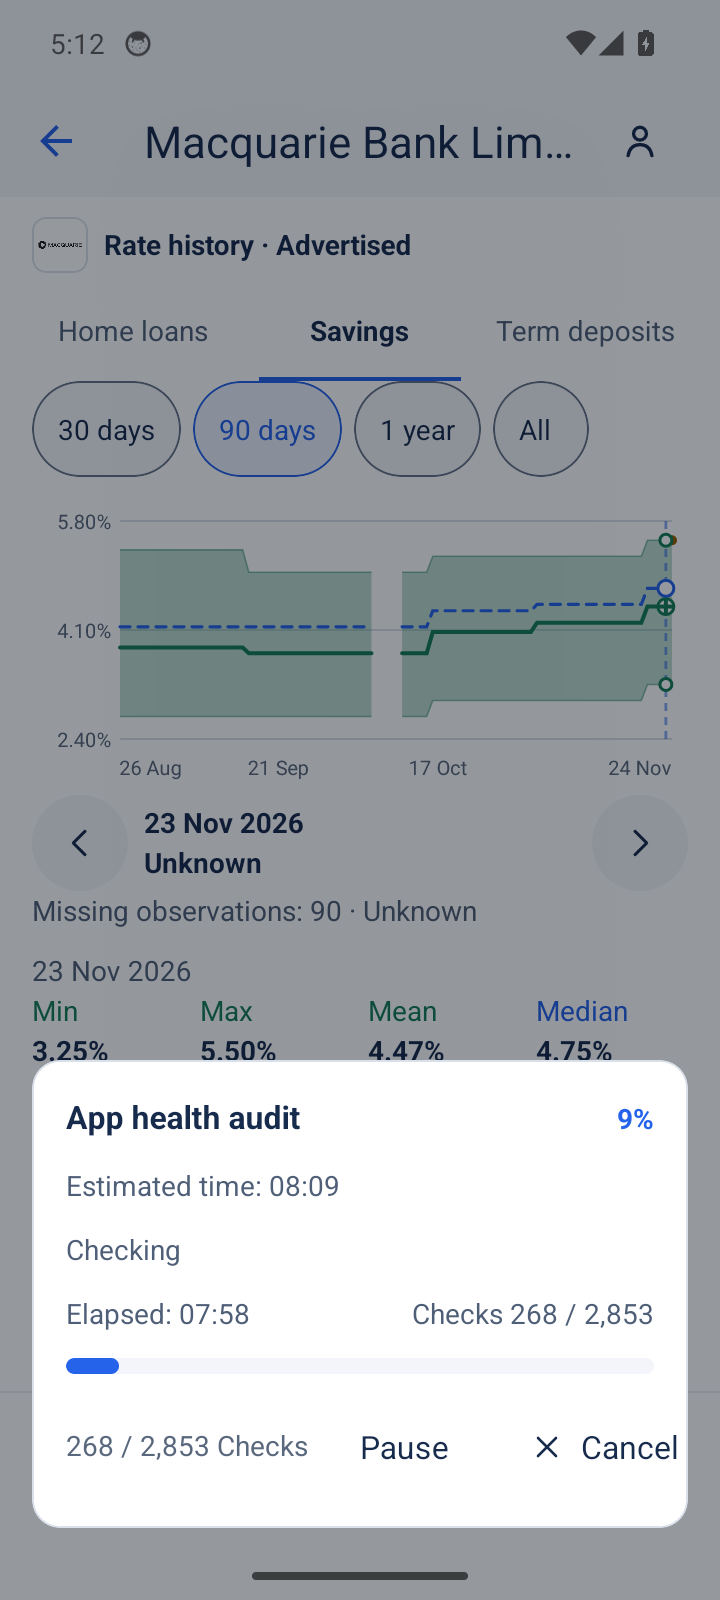 5:12
Macquarie Bank Lim...
MACQUARIE
Rate history · Advertised
Home loans Savings Term deposits
30 days 90 days 1 year All
5.80%
4.10%
2.40%
26 Aug 21 Sep 17 Oct 24 Nov
23 Nov 2026
Unknown
Missing observations: 90 · Unknown
23 Nov 2026
Min Max Mean Median
3.25% 5.50% 4.47% 4.75%
App health audit 9%
Estimated time: 08:09
Checking
Elapsed: 07:58 Checks 268 / 2,853
268 / 2,853 Checks Pause Cancel